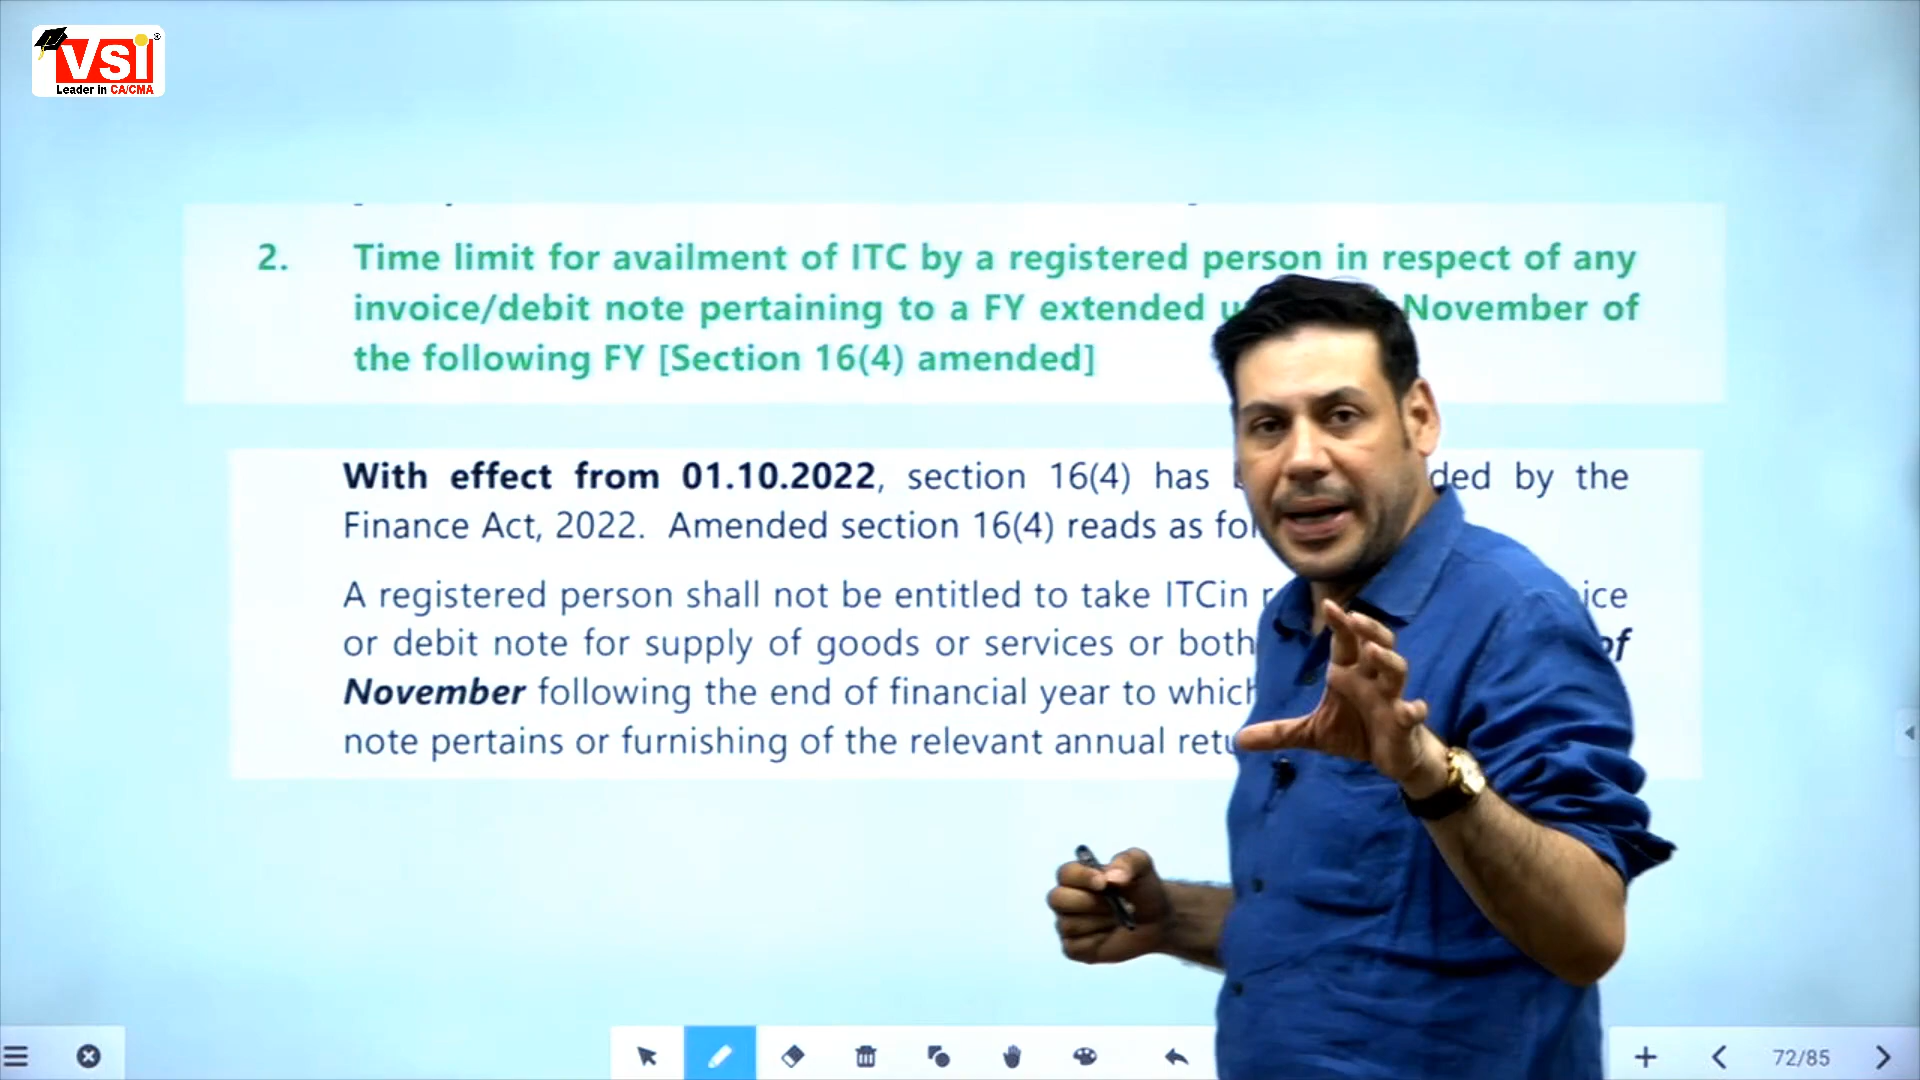 VSI®
Leader in CA/CMA
2. Time limit for availment of ITC by a registered person in respect of any
invoice/debit note pertaining to a FY extended November of
the following FY [Section 16(4) amended]
With effect from 01.10.2022, section 16(4) has by the
Finance Act, 2022. Amended section 16(4) reads as
A registered person shall not be entitled to take ITCin
or debit note for supply of goods or services or both of
November following the end of financial year to which
note pertains or furnishing of the relevant annual
72/85